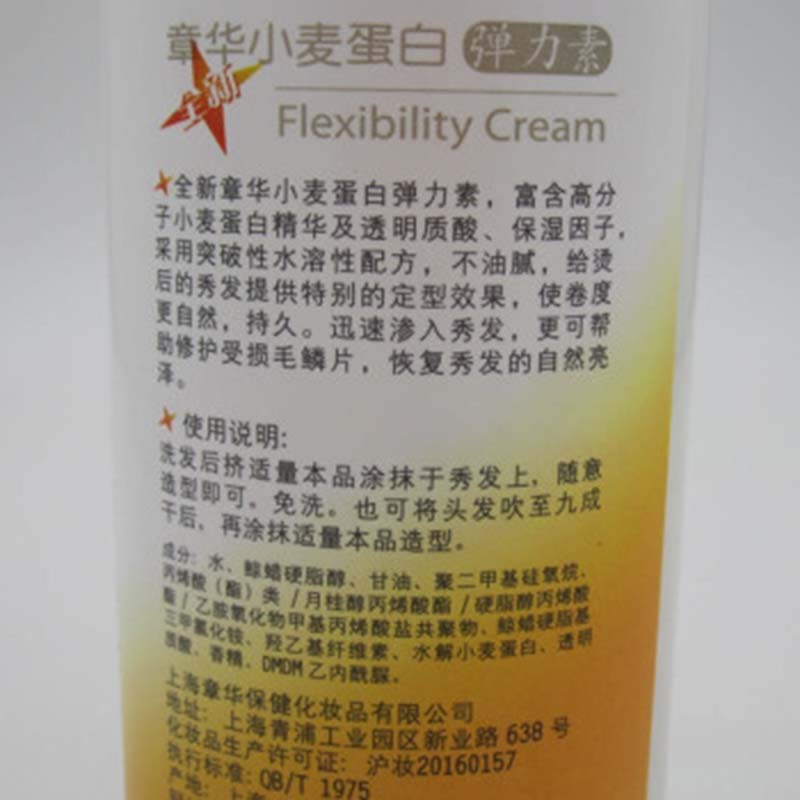 章华小麦蛋白 弹力素
全新
Flexibility Cream
全新章华小麦蛋白弹力素，富含高分
子小麦蛋白精华及透明质酸、保湿因子，
采用突破性水溶性配方，不油腻，给烫
后的秀发提供特别的定型效果，使卷度
更自然，持久。迅速渗入秀发，更可帮
助修护受损毛鳞片，恢复秀发的自然亮
泽。
使用说明:
洗发后挤适量本品涂抹于秀发上，随意
造型即可。免洗。也可将头发吹至九成
干后，再涂抹适量本品造型。
成分：水、鲸蜡硬脂醇、甘油、聚二甲基硅氧烷、
丙烯酸（酯）类/月桂醇丙烯酸酯/硬脂醇丙烯酸
酯/乙胺氧化物甲基丙烯酸盐共聚物、鲸蜡硬脂基
三甲氯化铵、羟乙基纤维素、水解小麦蛋白、透明
质酸、香精、DMDM乙内酰脲。
上海章华保健化妆品有限公司
地址：上海青浦工业园区新业路638号
化妆品生产许可证：沪妆20160157
执行标准:QB/T 1975
产地：上海